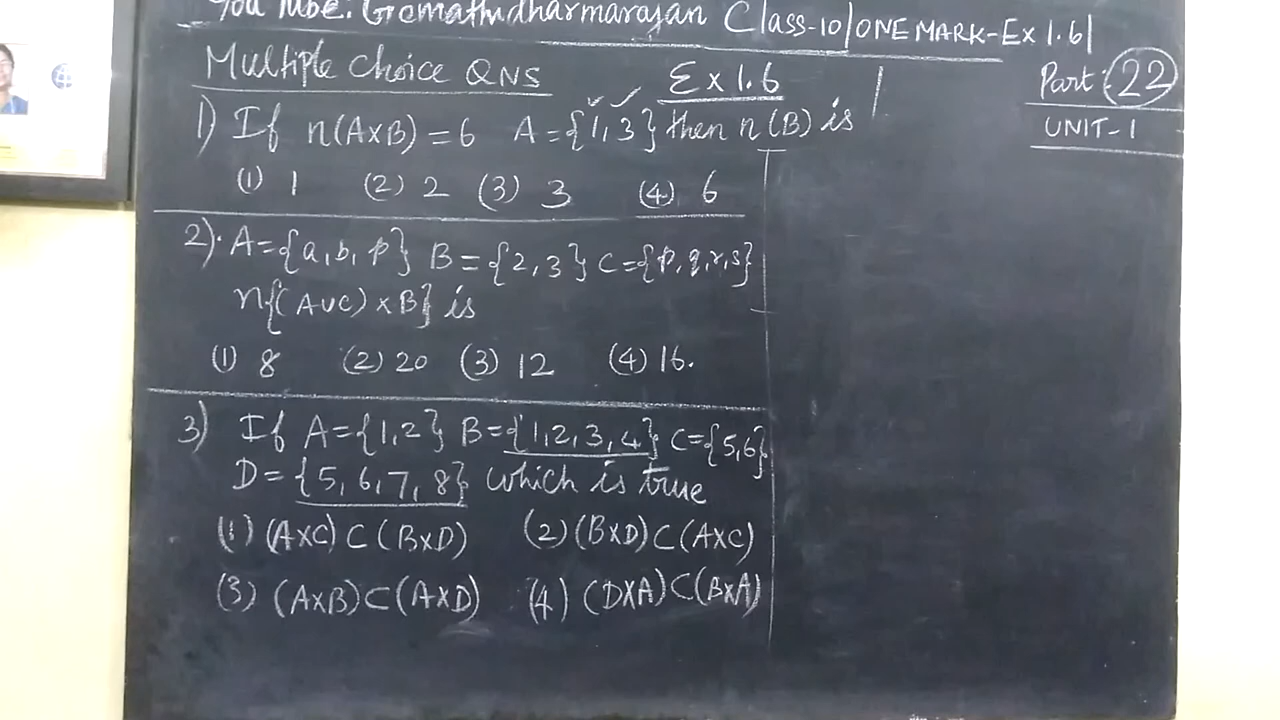 You Tube: Gromathidharmarajan Class-10/ONE MARK-Ex 1.6/
Multiple choice QNS Ex 1.6
Part: 22
UNIT-1
1) If n(A×B)=6 A={1,3} then n(B) is
(1) 1 (2) 2 (3) 3 (4) 6
2). A={a,b,p} B={2,3} C={p,q,r,s}
n{(A∪C)×B} is
(1) 8 (2) 20 (3) 12 (4) 16.
3) If A={1,2} B={1,2,3,4} C={5,6}
D={5,6,7,8} which is true
(1) (A×C)⊂(B×D) (2) (B×D)⊂(A×C)
(3) (A×B)⊂(A×D) (4) (D×A)⊂(B×A)